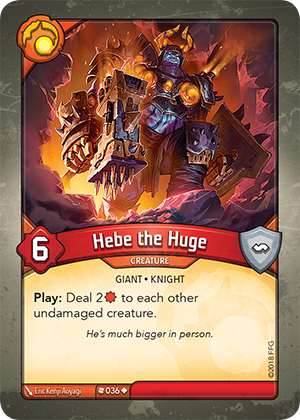 6
Hebe the Huge
CREATURE
GIANT • KNIGHT
Play: Deal 2 to each other
undamaged creature.
He's much bigger in person.
Eric Kenji Aoyagi
036
©2018 FFG